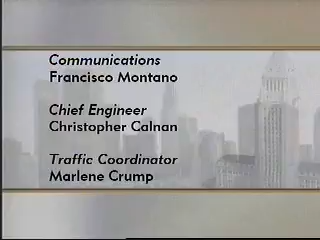 Communications
Francisco Montano
Chief Engineer
Christopher Calnan
Traffic Coordinator
Marlene Crump